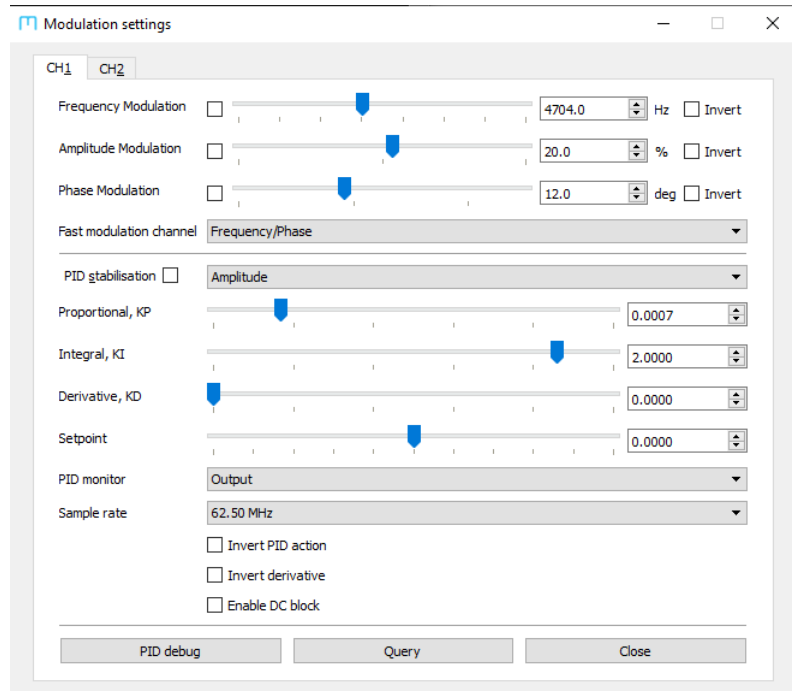 Modulation settings
CH1 CH2
Frequency Modulation 4704.0 Hz Invert
Amplitude Modulation 20.0 % Invert
Phase Modulation 12.0 deg Invert
Fast modulation channel Frequency/Phase
PID stabilisation Amplitude
Proportional, KP 0.0007
Integral, KI 2.0000
Derivative, KD 0.0000
Setpoint 0.0000
PID monitor Output
Sample rate 62.50 MHz
Invert PID action
Invert derivative
Enable DC block
PID debug Query Close